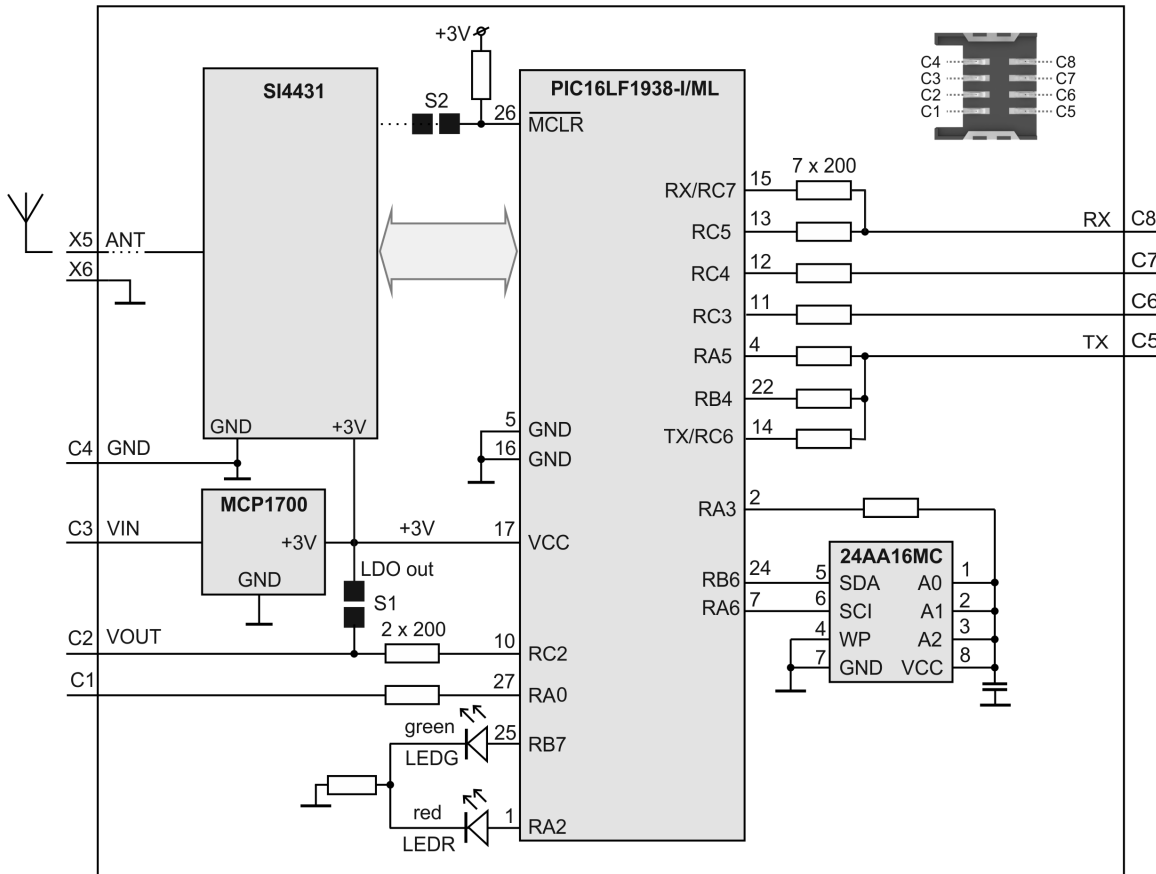 +3V
SI4431
PIC16LF1938-I/ML
C4 C8
C3 C7
C2 C6
C1 C5
S2
26 MCLR
7 x 200
RX/RC7 15
RC5 13 RX C8
RC4 12 C7
RC3 11 C6
RA5 4 TX C5
RB4 22
TX/RC6 14
X5 ANT
X6
GND +3V
C4 GND
5 GND
16 GND
MCP1700
C3 VIN
+3V
+3V
17 VCC
GND
LDO out
S1
RA3 2
24AA16MC
RB6 24 5 SDA A0 1
RA6 7 6 SCI A1 2
4 WP A2 3
7 GND VCC 8
C2 VOUT
2 x 200
10 RC2
C1
27 RA0
green
LEDG
25 RB7
red
LEDR
1 RA2